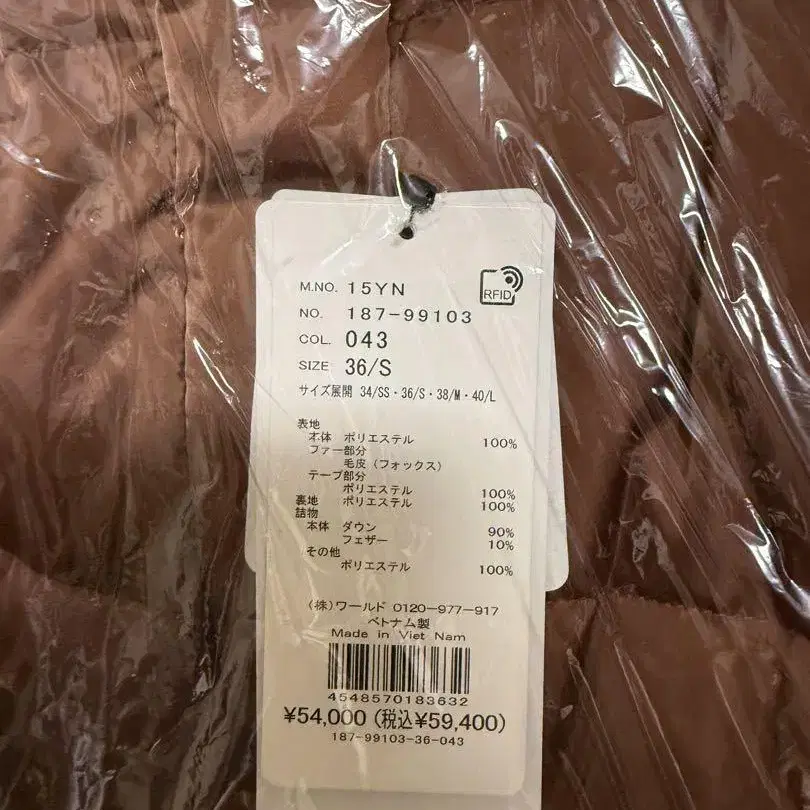 M.NO. 15YN
RFID
NO. 187-99103
COL. 043
SIZE 36/S
サイズ展開 34/SS・36/S・38/M・40/L
表地
本体 ポリエステル 100%
ファー部分
毛皮(フォックス)
テープ部分
ポリエステル 100%
裏地 ポリエステル 100%
詰物
本体 ダウン 90%
フェザー 10%
その他
ポリエステル 100%
(株)ワールド 0120-977-917
ベトナム製
Made in Viet Nam
4548570183632
¥54,000(税込¥59,400)
187-99103-36-043